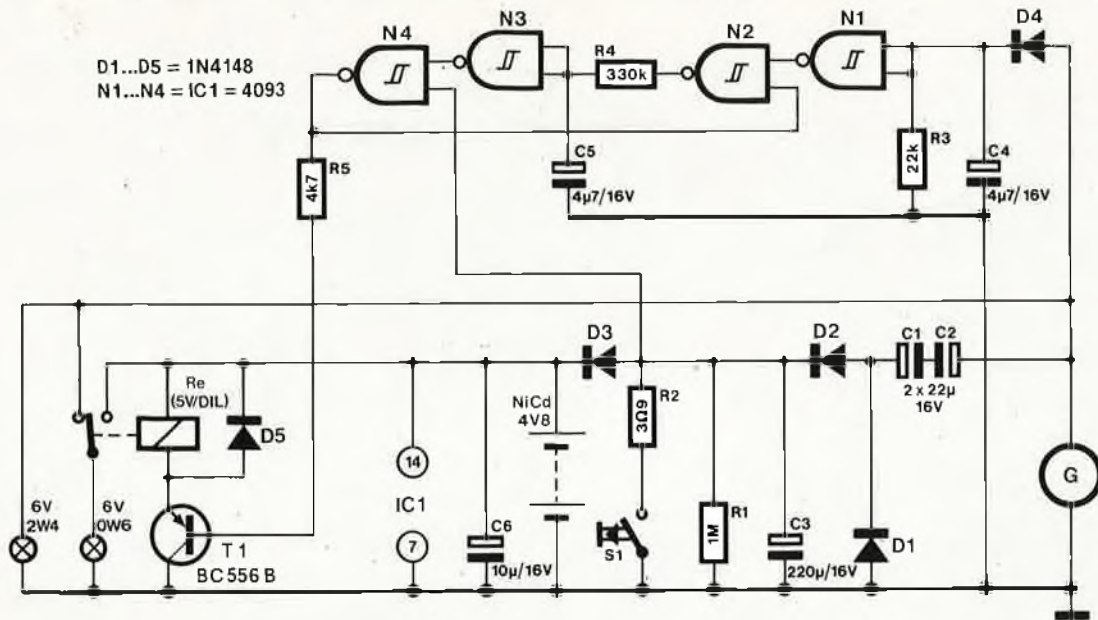 D1...D5 = 1N4148
N1...N4 = IC1 = 4093
N4
N3
N2
N1
D4
R4
330k
R5
4k7
C5
4µ7/16V
R3
22k
C4
4µ7/16V
D3
D2
C1
C2
2 x 22µ
16V
Re
(5V/DIL)
D5
NiCd
4V8
R2
3Ω9
14
IC1
7
G
6V
2W4
6V
0W6
T1
BC 556 B
C6
10µ/16V
S1
R1
1M
C3
220µ/16V
D1